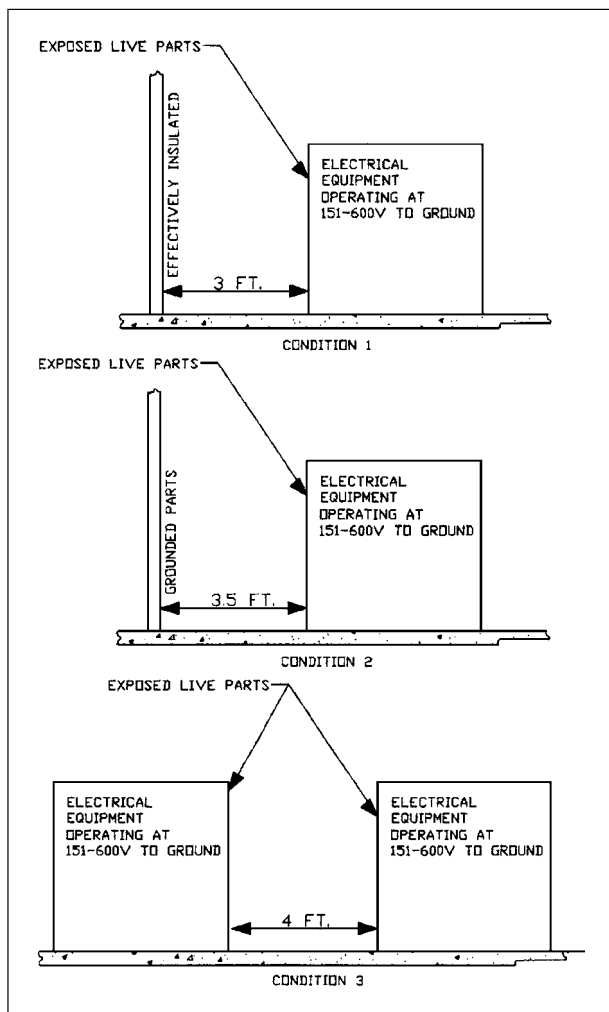 EXPOSED LIVE PARTS
EFFECTIVELY INSULATED
ELECTRICAL
EQUIPMENT
OPERATING AT
151-600V TO GROUND
3 FT.
CONDITION 1
EXPOSED LIVE PARTS
GROUNDED PARTS
ELECTRICAL
EQUIPMENT
OPERATING AT
151-600V TO GROUND
3.5 FT.
CONDITION 2
EXPOSED LIVE PARTS
ELECTRICAL
EQUIPMENT
OPERATING AT
151-600V TO GROUND
ELECTRICAL
EQUIPMENT
OPERATING AT
151-600V TO GROUND
4 FT.
CONDITION 3